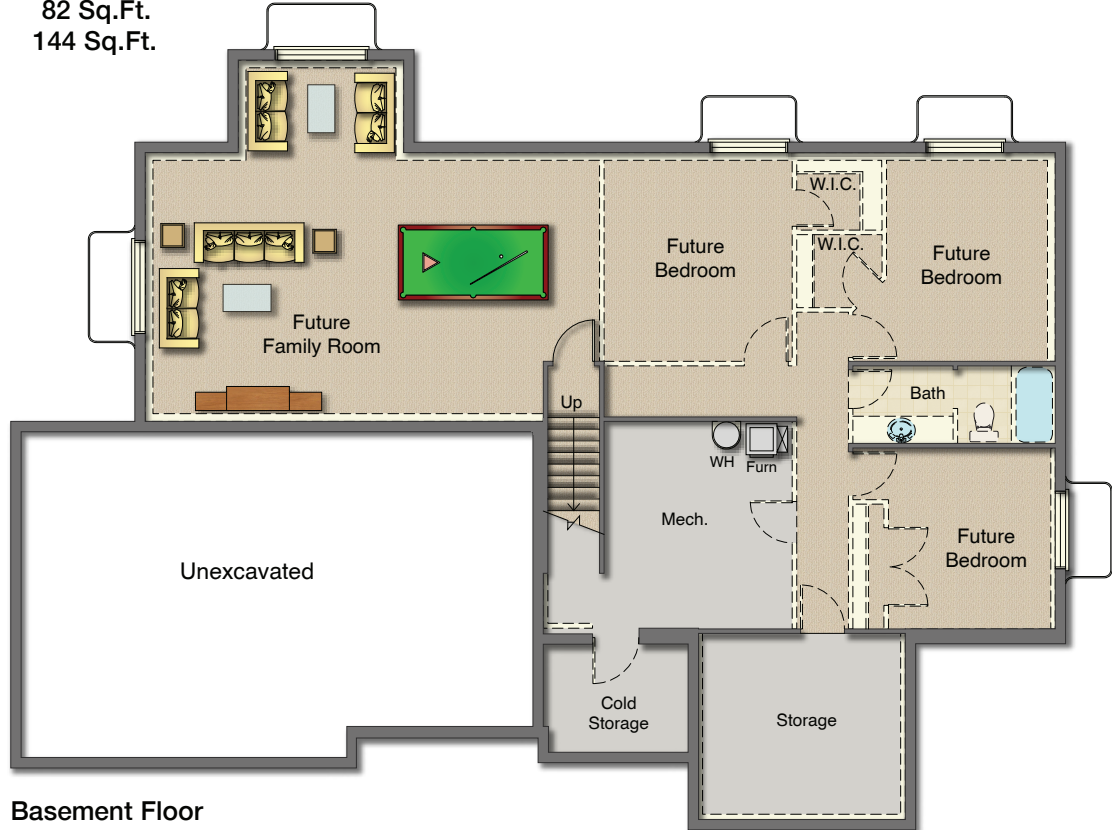 82 Sq.Ft.
144 Sq.Ft.
W.I.C.
W.I.C.
Future
Bedroom
Future
Bedroom
Future
Family Room
Up
Bath
WH
Furn
Mech.
Future
Bedroom
Unexcavated
Cold
Storage
Storage
Basement Floor